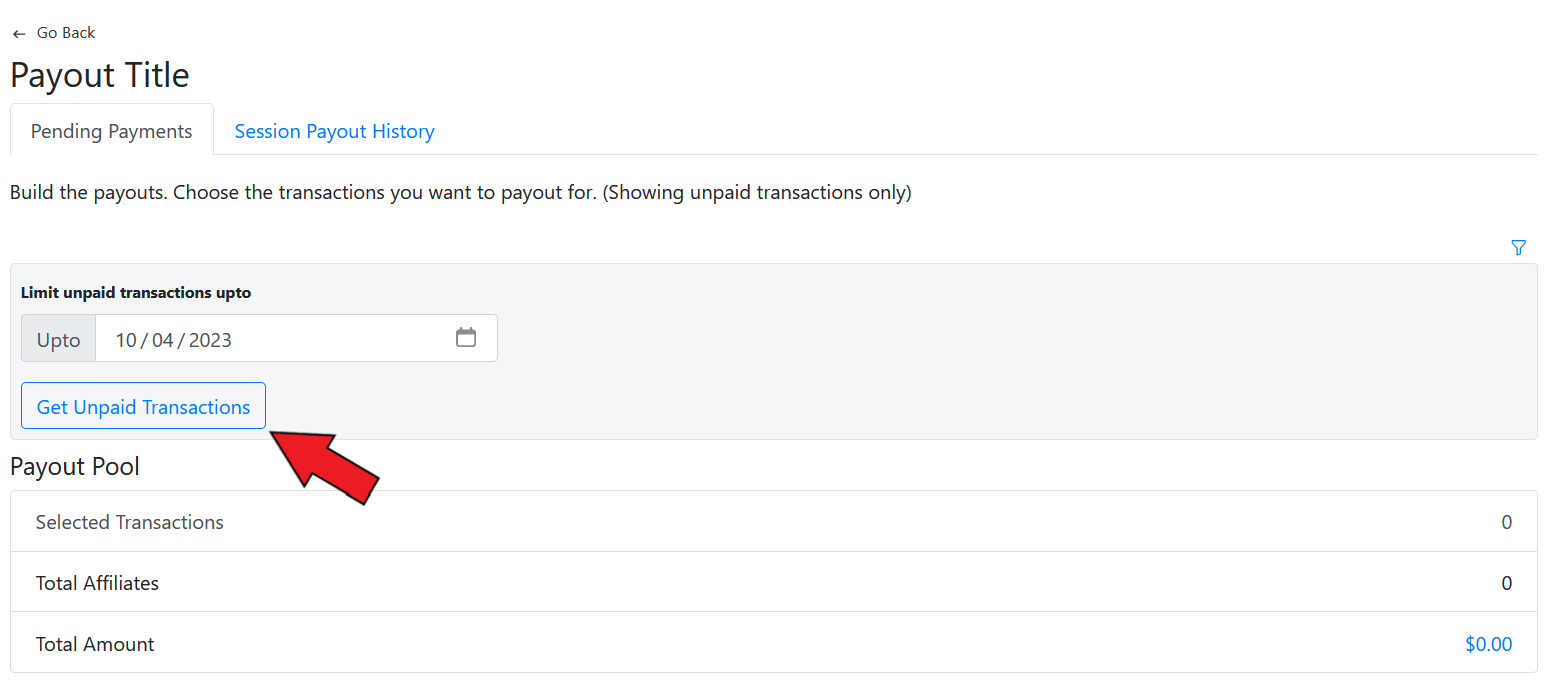 Go Back
Payout Title
Pending Payments Session Payout History
Build the payouts. Choose the transactions you want to payout for. (Showing unpaid transactions only)
Limit unpaid transactions upto
Upto 10 / 04 / 2023
Get Unpaid Transactions
Payout Pool
Selected Transactions 0
Total Affiliates 0
Total Amount $0.00